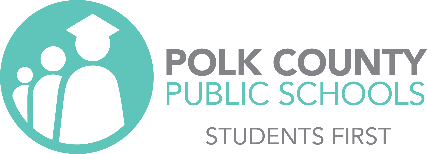 POLK COUNTY
PUBLIC SCHOOLS
STUDENTS FIRST